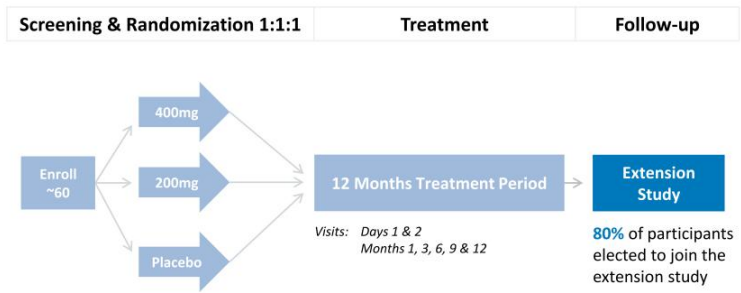 Screening & Randomization 1:1:1
Treatment
Follow-up
400mg
Enroll
~60
200mg
Placebo
12 Months Treatment Period
Visits: Days 1 & 2
Months 1, 3, 6, 9 & 12
Extension
Study
80% of participants
elected to join the
extension study